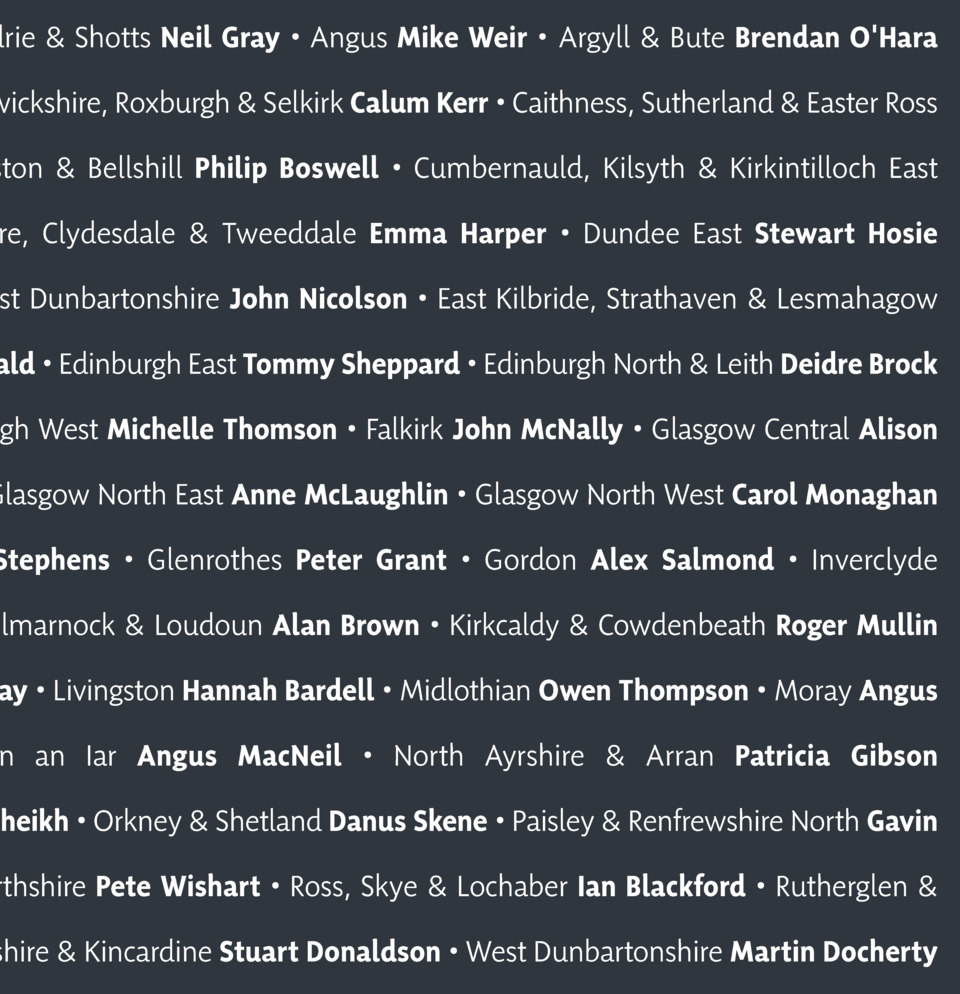 lrie & Shotts Neil Gray • Angus Mike Weir • Argyll & Bute Brendan O'Hara
wickshire, Roxburgh & Selkirk Calum Kerr • Caithness, Sutherland & Easter Ross
ston & Bellshill Philip Boswell • Cumbernauld, Kilsyth & Kirkintilloch East
re, Clydesdale & Tweeddale Emma Harper • Dundee East Stewart Hosie
st Dunbartonshire John Nicolson • East Kilbride, Strathaven & Lesmahagow
ald • Edinburgh East Tommy Sheppard • Edinburgh North & Leith Deidre Brock
gh West Michelle Thomson • Falkirk John McNally • Glasgow Central Alison
Glasgow North East Anne McLaughlin • Glasgow North West Carol Monaghan
Stephens • Glenrothes Peter Grant • Gordon Alex Salmond • Inverclyde
lmarnock & Loudoun Alan Brown • Kirkcaldy & Cowdenbeath Roger Mullin
ay • Livingston Hannah Bardell • Midlothian Owen Thompson • Moray Angus
n an Iar Angus MacNeil • North Ayrshire & Arran Patricia Gibson
heikh • Orkney & Shetland Danus Skene • Paisley & Renfrewshire North Gavin
rthshire Pete Wishart • Ross, Skye & Lochaber Ian Blackford • Rutherglen &
shire & Kincardine Stuart Donaldson • West Dunbartonshire Martin Docherty